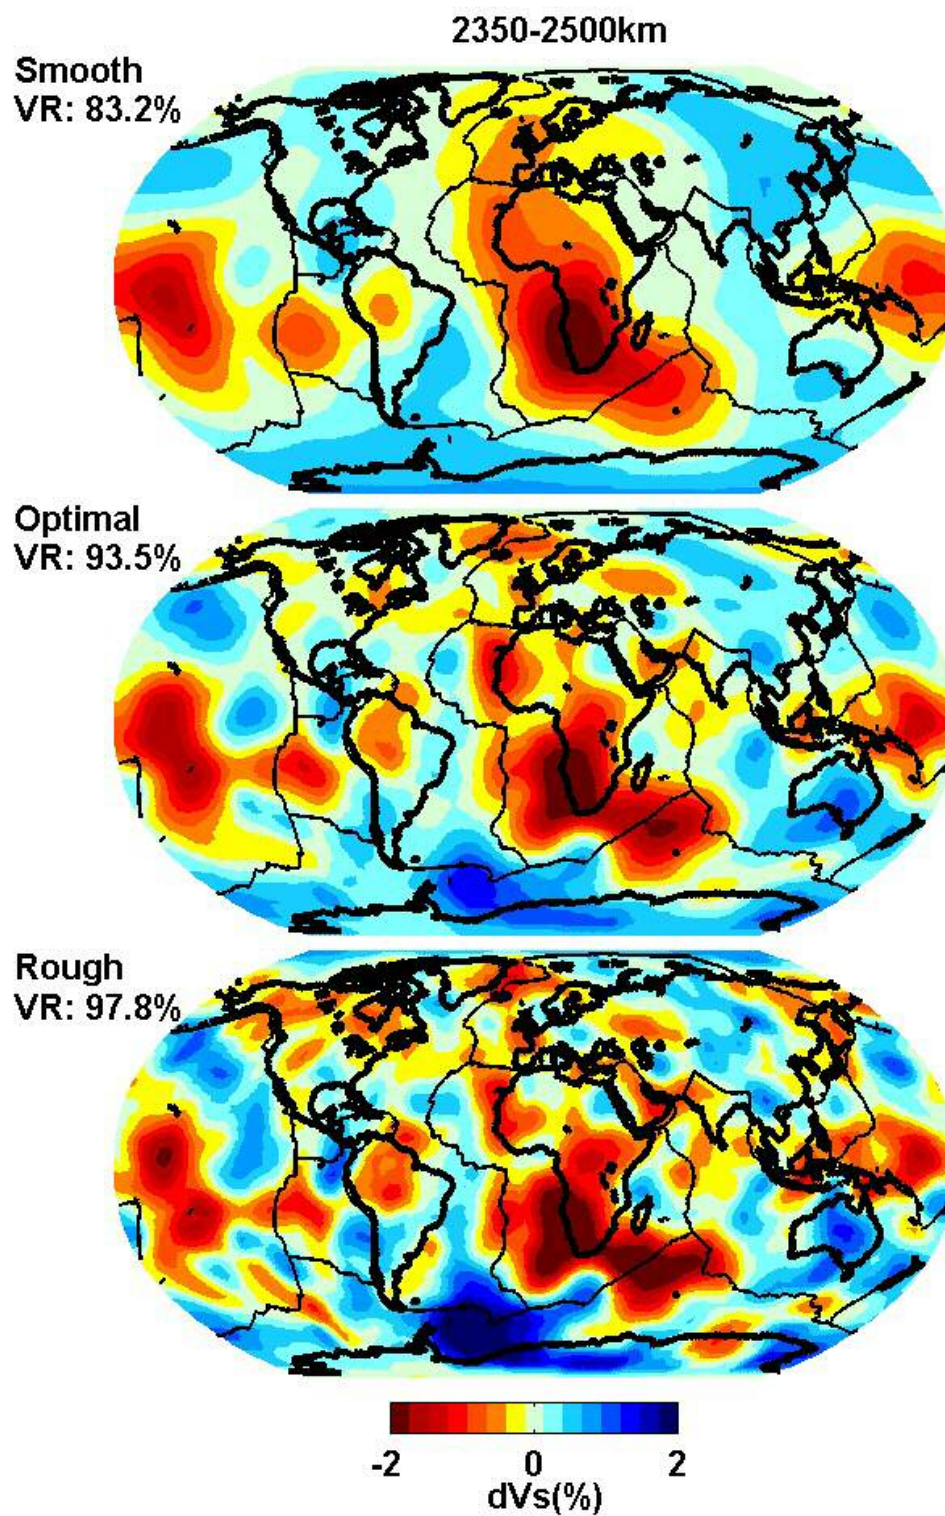 2350-2500km
Smooth
VR: 83.2%
Optimal
VR: 93.5%
Rough
VR: 97.8%
-2 0 2
dVs(%)